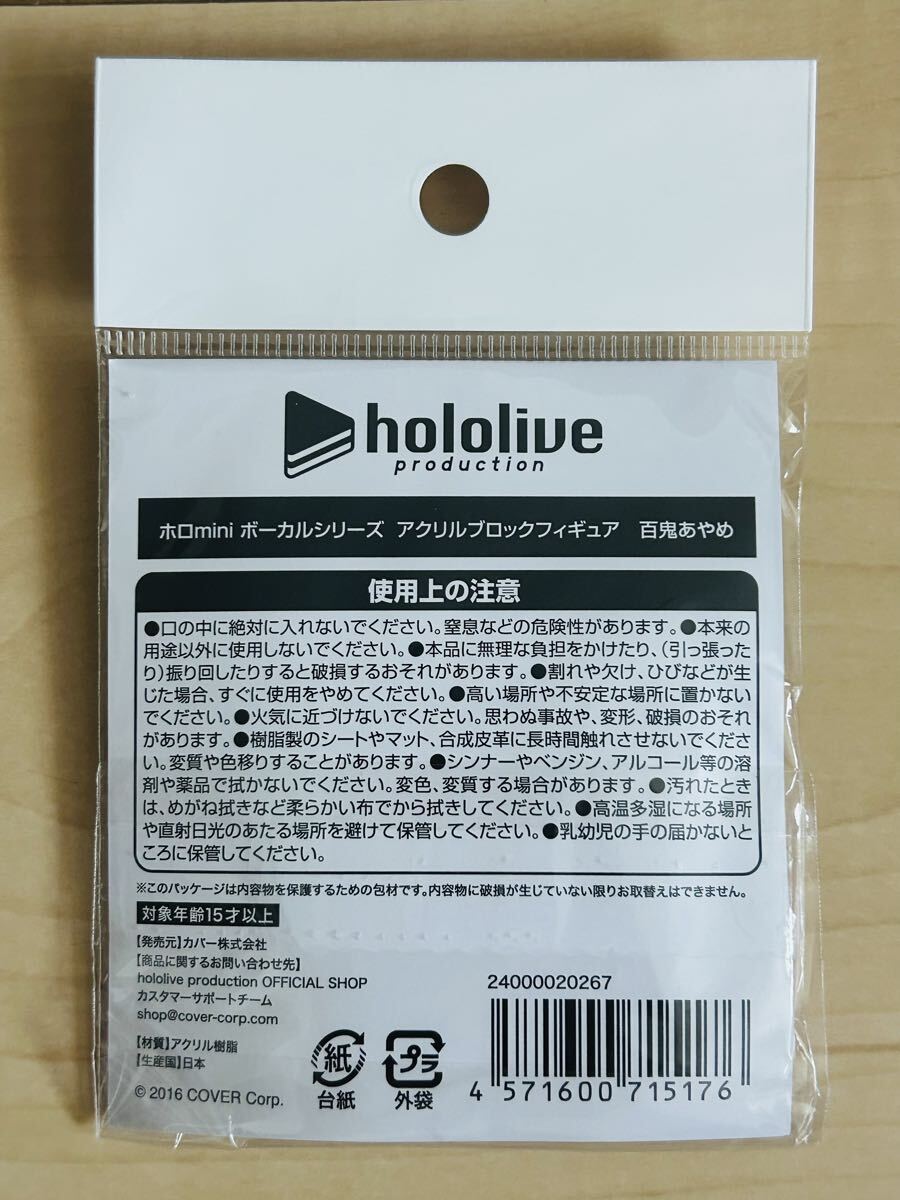 hololive
production
ホロmini ボーカルシリーズ アクリルブロックフィギュア 百鬼あやめ
使用上の注意
●口の中に絶対に入れないでください。窒息などの危険性があります。●本来の
用途以外に使用しないでください。●本品に無理な負担をかけたり、(引っ張った
り)振り回したりすると破損するおそれがあります。●割れや欠け、ひびなどが生
じた場合、すぐに使用をやめてください。●高い場所や不安定な場所に置かない
でください。●火気に近づけないでください。思わぬ事故や、変形、破損のおそれ
があります。●樹脂製のシートやマット、合成皮革に長時間触れさせないでくださ
い。変質や色移りすることがあります。●シンナーやベンジン、アルコール等の溶
剤や薬品で拭かないでください。変色、変質する場合があります。●汚れたとき
は、めがね拭きなど柔らかい布でから拭きしてください。●高温多湿になる場所
や直射日光のあたる場所を避けて保管してください。●乳幼児の手の届かないと
ころに保管してください。
※このパッケージは内容物を保護するための包材です。内容物に破損が生じていない限りお取替えはできません。
対象年齢15才以上
【発売元】カバー株式会社
【商品に関するお問い合わせ先】
hololive production OFFICIAL SHOP
カスタマーサポートチーム
shop@cover-corp.com
【材質】アクリル樹脂
【生産国】日本
© 2016 COVER Corp.
紙
台紙
プラ
外袋
24000020267
4 571600 715176